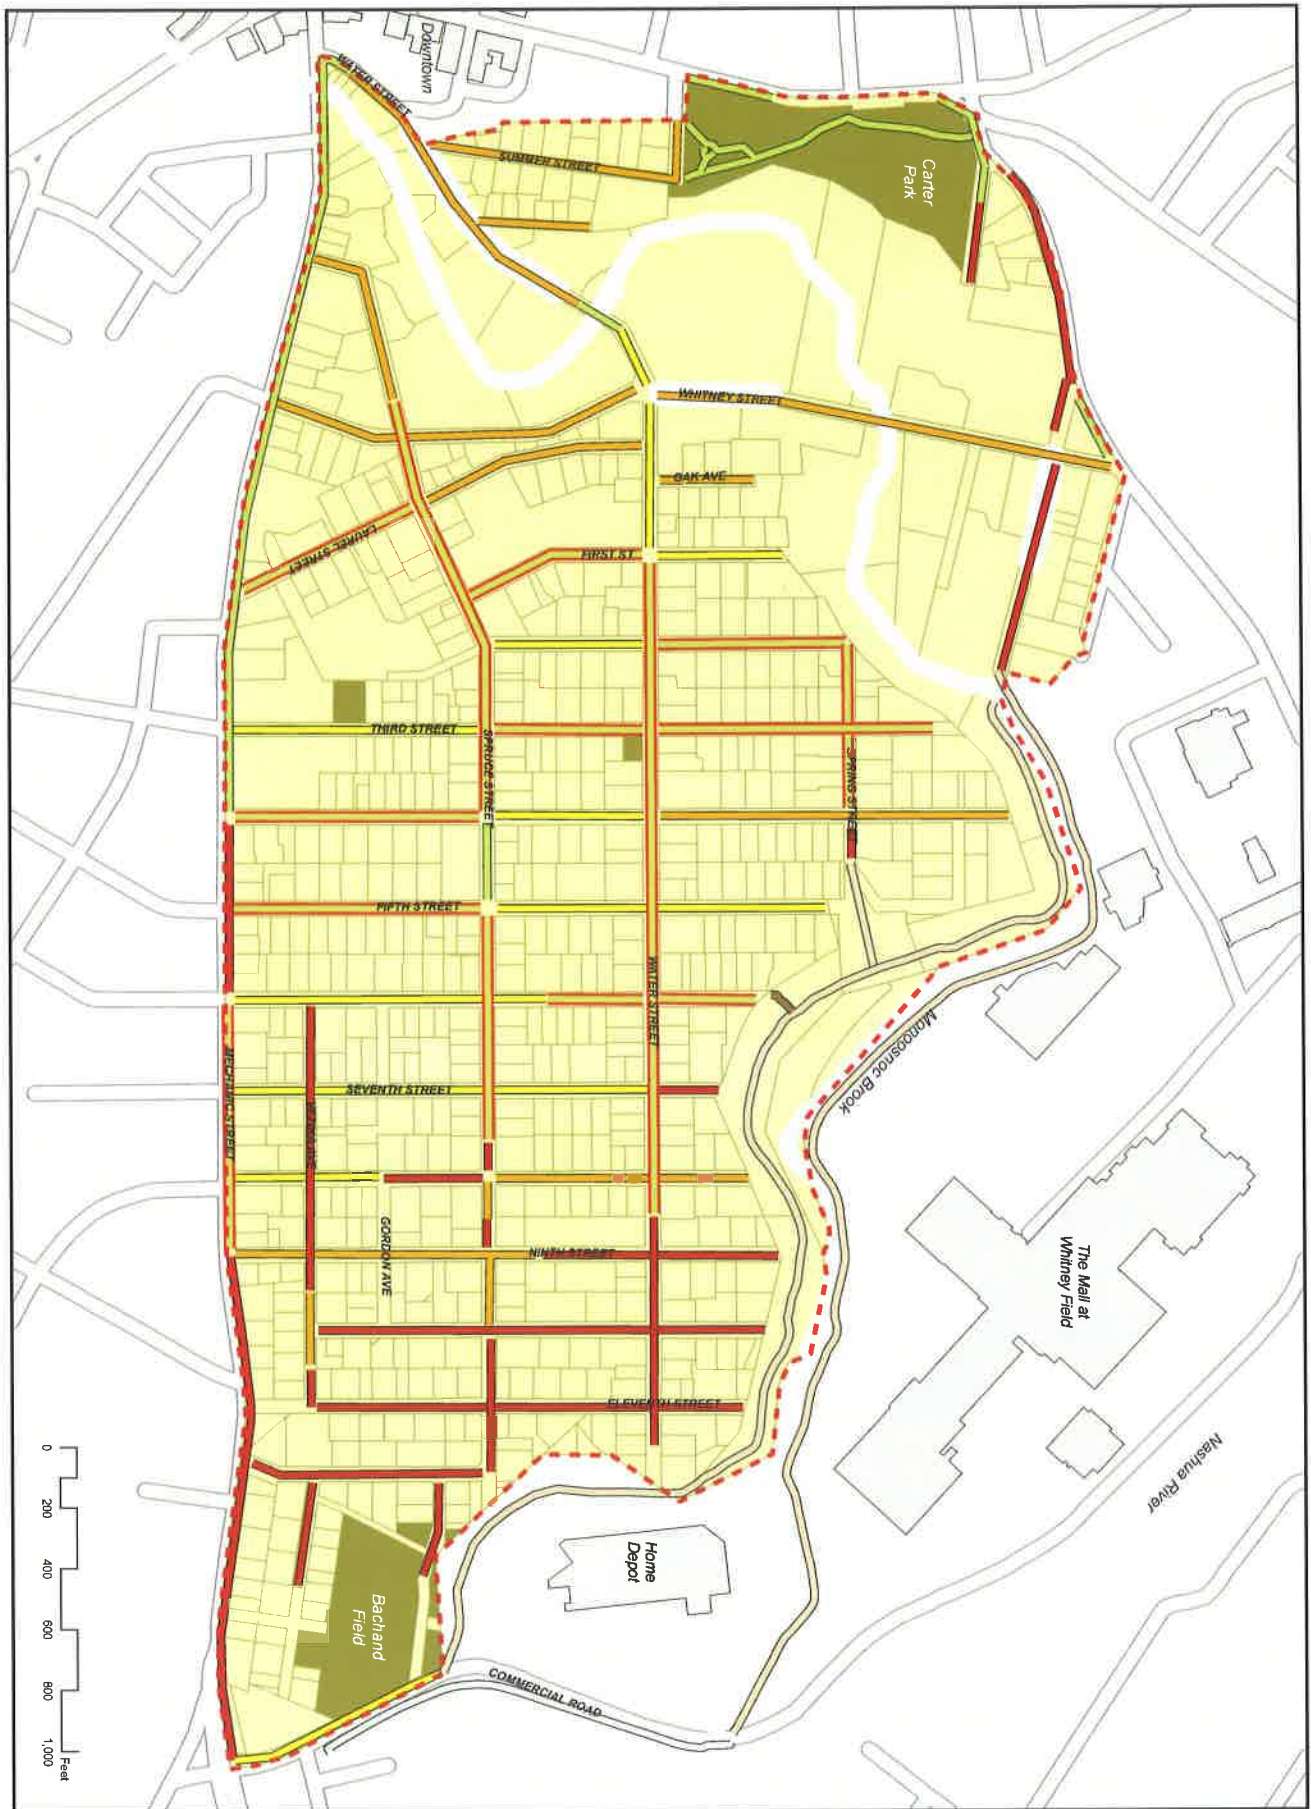 Downtown
WATER STREET
SUMMER STREET
Carter
Park
WHITNEY STREET
OAK AVE
LAUREL STREET
FIRST ST
THIRD STREET
SPRUCE STREET
SPRING STREET
FIFTH STREET
WATER STREET
Monoosnoc Brook
MECHANIC STREET
SEVENTH STREET
GORDON AVE
NINTH STREET
The Mall at
Whitney Field
ELEVENTH STREET
Nashua River
Home
Depot
Bachand
Field
COMMERCIAL ROAD
0 200 400 600 800 1,000
Feet